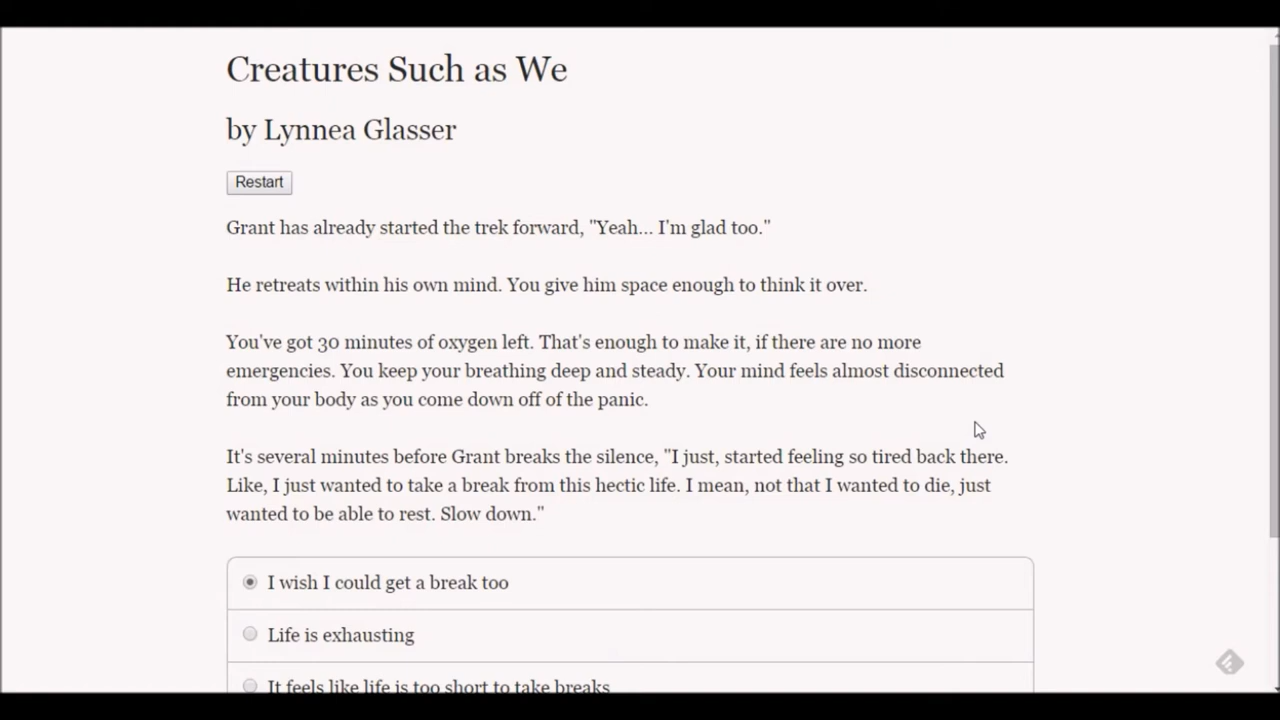 Creatures Such as We
by Lynnea Glasser
Restart
Grant has already started the trek forward, "Yeah... I'm glad too."
He retreats within his own mind. You give him space enough to think it over.
You've got 30 minutes of oxygen left. That's enough to make it, if there are no more
emergencies. You keep your breathing deep and steady. Your mind feels almost disconnected
from your body as you come down off of the panic.
It's several minutes before Grant breaks the silence, "I just, started feeling so tired back there.
Like, I just wanted to take a break from this hectic life. I mean, not that I wanted to die, just
wanted to be able to rest. Slow down."
I wish I could get a break too
Life is exhausting
It feels like life is too short to take breaks